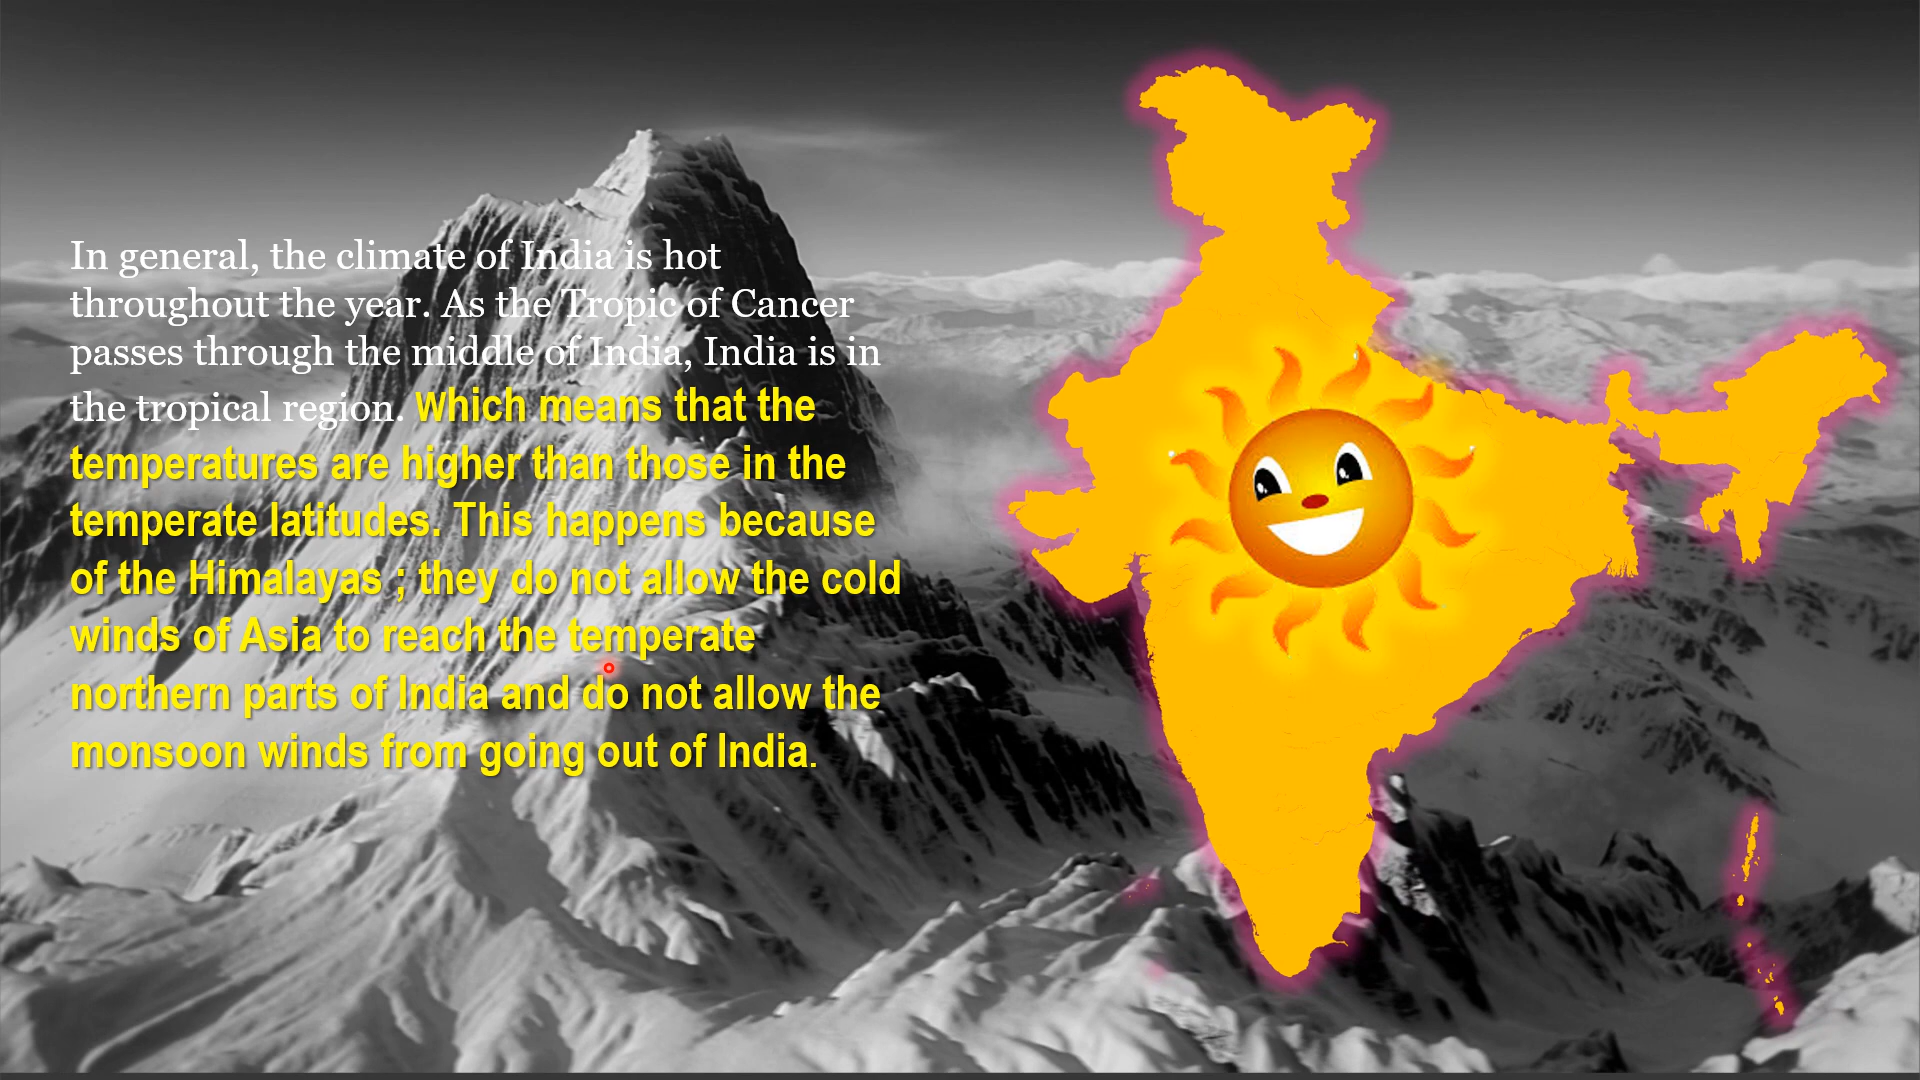 In general, the climate of India is hot
throughout the year. As the Tropic of Cancer
passes through the middle of India, India is in
the tropical region. Which means that the
temperatures are higher than those in the
temperate latitudes. This happens because
of the Himalayas ; they do not allow the cold
winds of Asia to reach the temperate
northern parts of India and do not allow the
monsoon winds from going out of India.